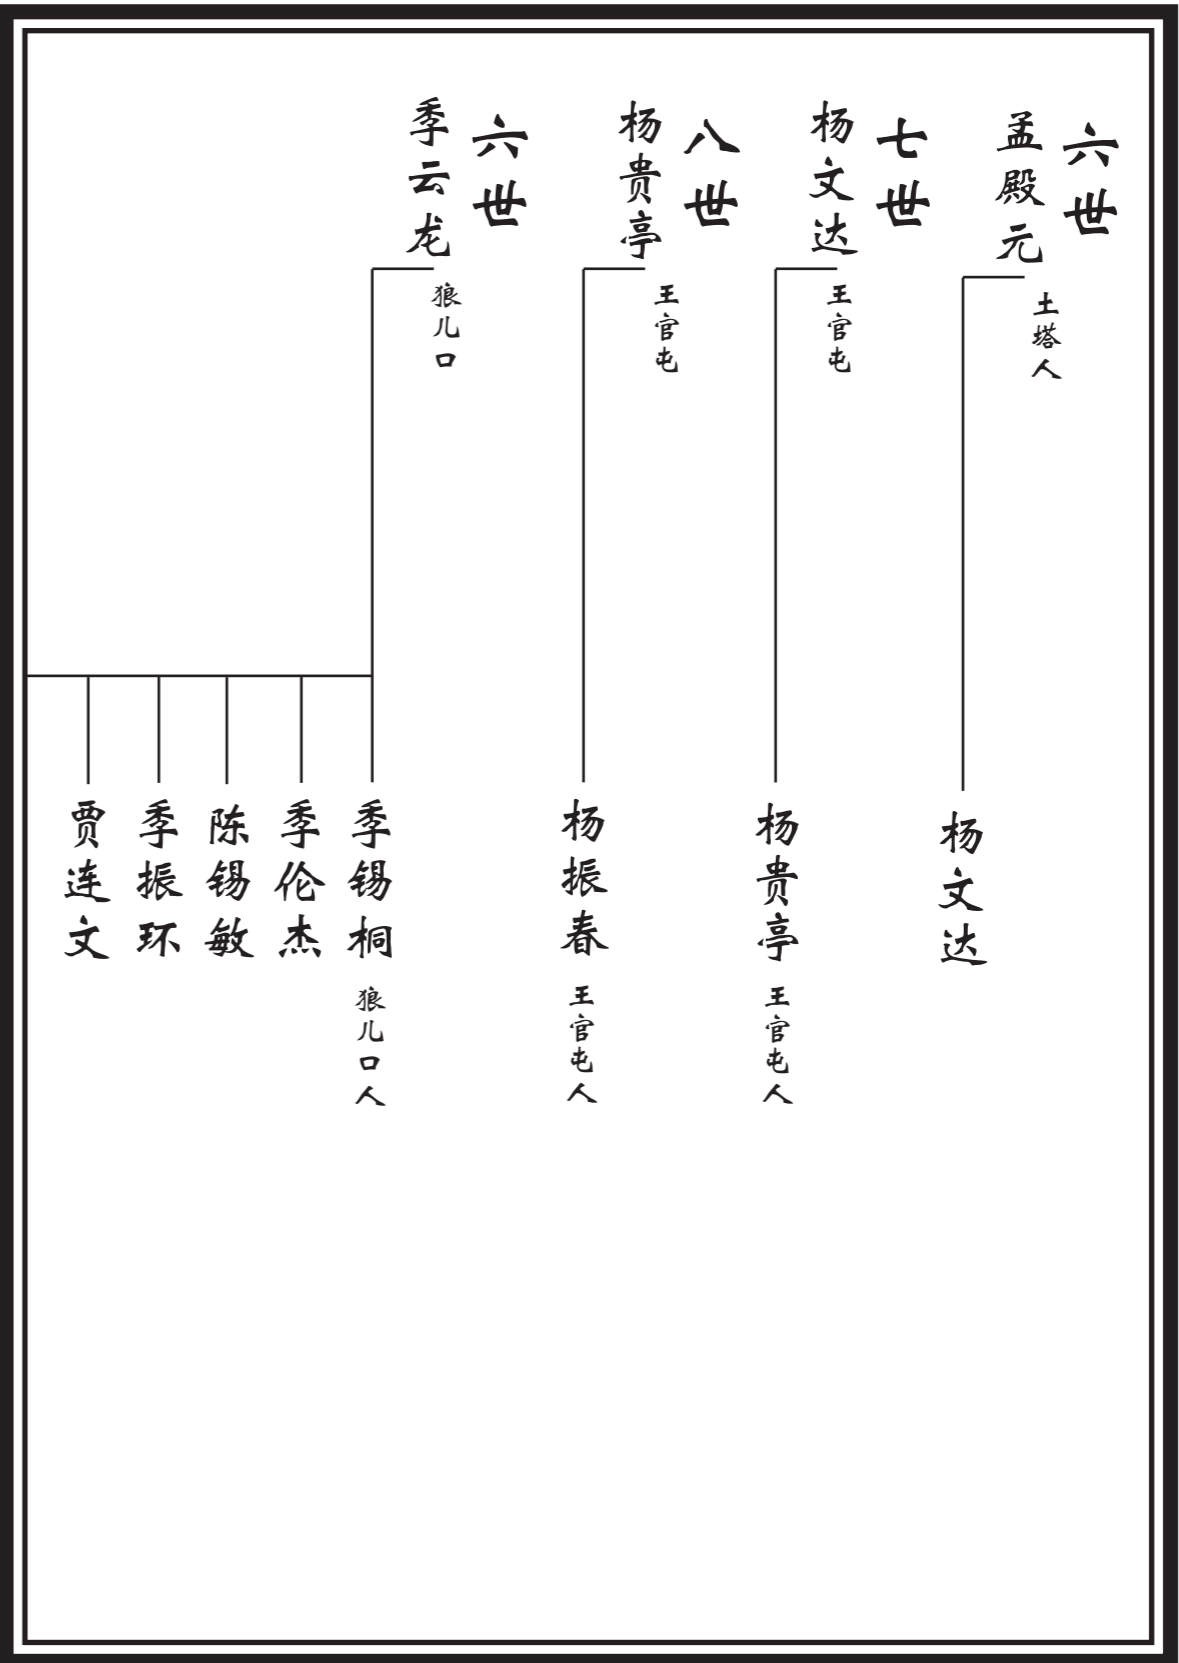 六世
孟殿元
土塔人
杨文达
七世
杨文达
王官屯
杨贵亭
王官屯人
八世
杨贵亭
王官屯
杨振春
王官屯人
六世
季云龙
狼儿口
季锡桐
狼儿口人
季伦杰
陈锡敏
季振环
贾连文